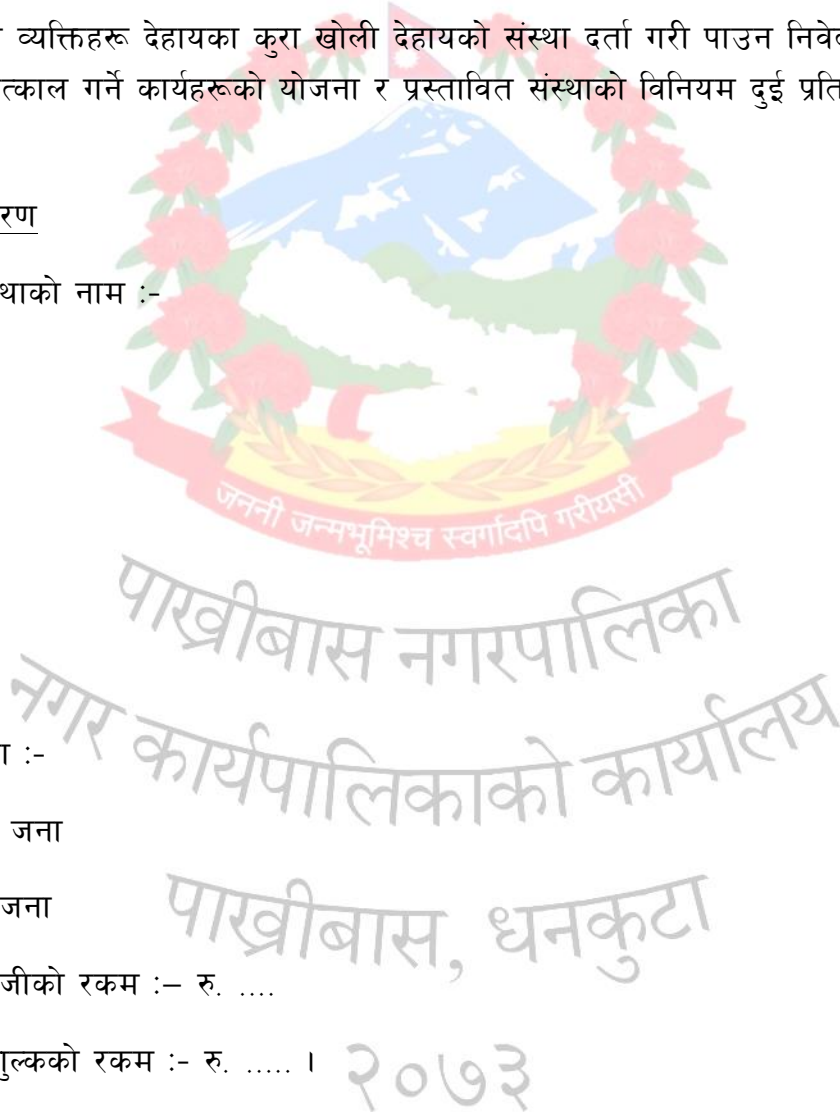 व्यक्तिहरू देहायका कुरा खोली देहायको संस्था दर्ता गरी पाउन
गर्ने कार्यहरूको योजना र प्रस्तावित संस्थाको विनियम दुई प्रति
रण
थाको नाम :-
जननी जन्मभूमिश्च स्वर्गादपि गरीयसी
पाख्रीबास नगरपालिका
नगर कार्यपालिकाको कार्यालय
ा :-
जना
जना
पाख्रीबास, धनकुटा
जीको रकम :– रु. ....
ुल्कको रकम :- रु. ..... ।
२०७३